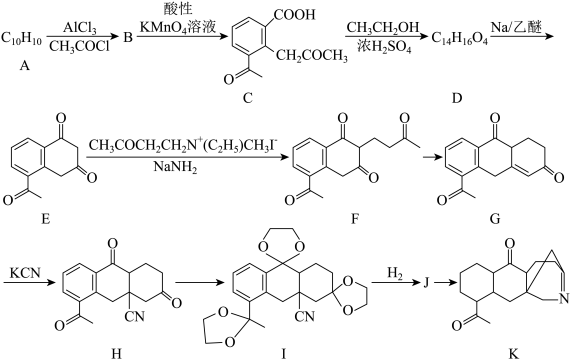 C₁₀H₁₀ AlCl₃ CH₃COCl B 酸性 KMnO₄溶液 COOH CH₂COCH₃ O CH₃CH₂OH 浓H₂SO₄ C₁₄H₁₆O₄ Na/乙醚
A C D
O O O CH₃COCH₂CH₂N⁺(C₂H₅)CH₃I⁻ NaNH₂ O O O O O O O
E F G
KCN O O O CN O O O O O O CN H₂ J O O N
H I K